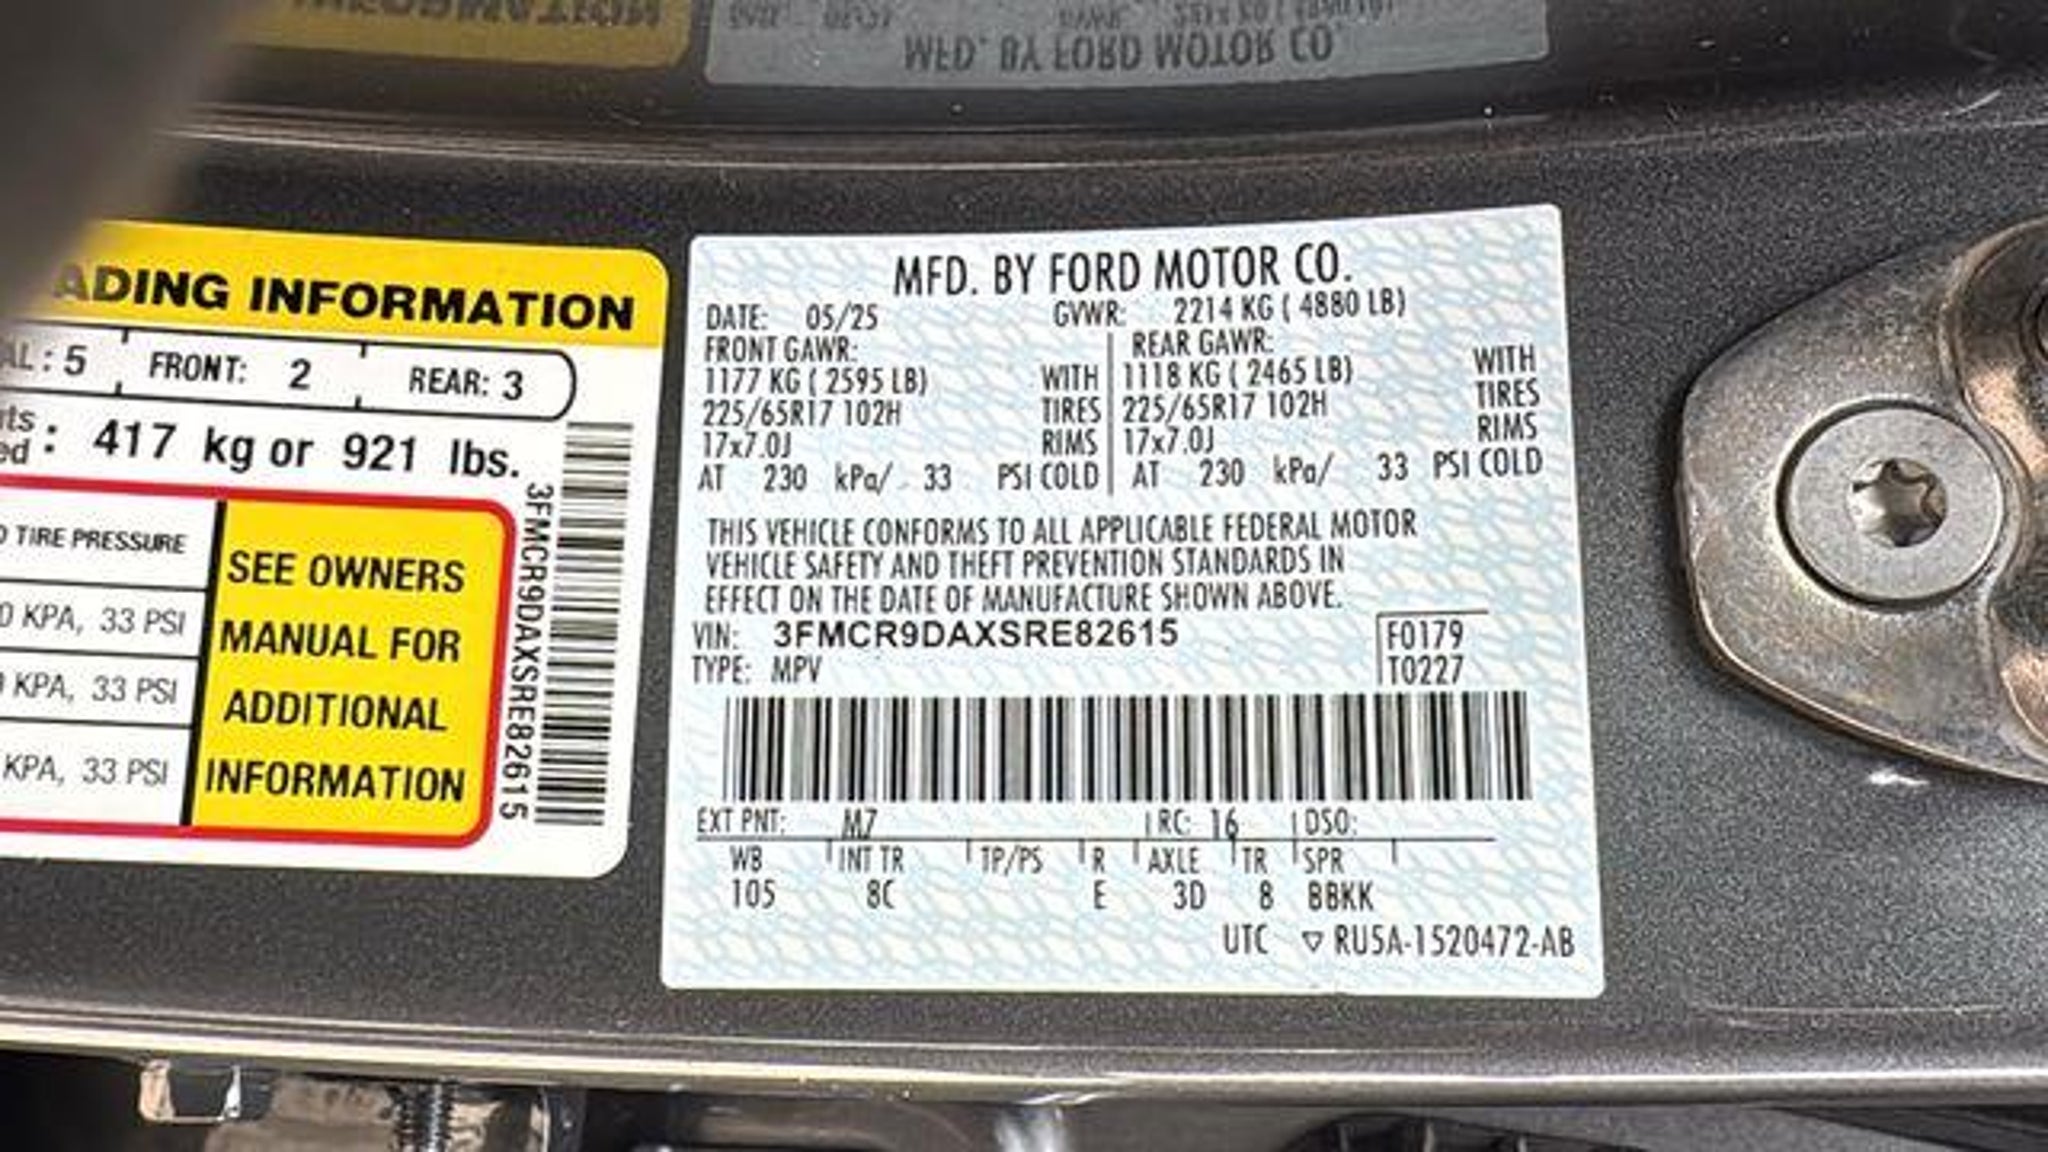 MFD. BY FORD MOTOR CO.
ADING INFORMATION
AL: 5 FRONT: 2 REAR: 3
417 kg or 921 lbs.
TIRE PRESSURE
0 KPA, 33 PSI
KPA, 33 PSI
KPA, 33 PSI
SEE OWNERS
MANUAL FOR
ADDITIONAL
INFORMATION
3FMCR9DAXSRE82615
MFD. BY FORD MOTOR CO.
DATE: 05/25 GVWR: 2214 KG ( 4880 LB)
FRONT GAWR: REAR GAWR:
1177 KG ( 2595 LB) WITH 1118 KG ( 2465 LB) WITH
225/65R17 102H TIRES 225/65R17 102H TIRES
17x7.0J RIMS 17x7.0J RIMS
AT 230 kPa/ 33 PSI COLD AT 230 kPa/ 33 PSI COLD
THIS VEHICLE CONFORMS TO ALL APPLICABLE FEDERAL MOTOR
VEHICLE SAFETY AND THEFT PREVENTION STANDARDS IN
EFFECT ON THE DATE OF MANUFACTURE SHOWN ABOVE.
VIN: 3FMCR9DAXSRE82615 F0179
TYPE: MPV T0227
EXT PNT: M7 RC: 16 DSO:
WB INT TR TP/PS R AXLE TR SPR
105 8C E 3D 8 BBKK
UTC ▽ RU5A-1520472-AB